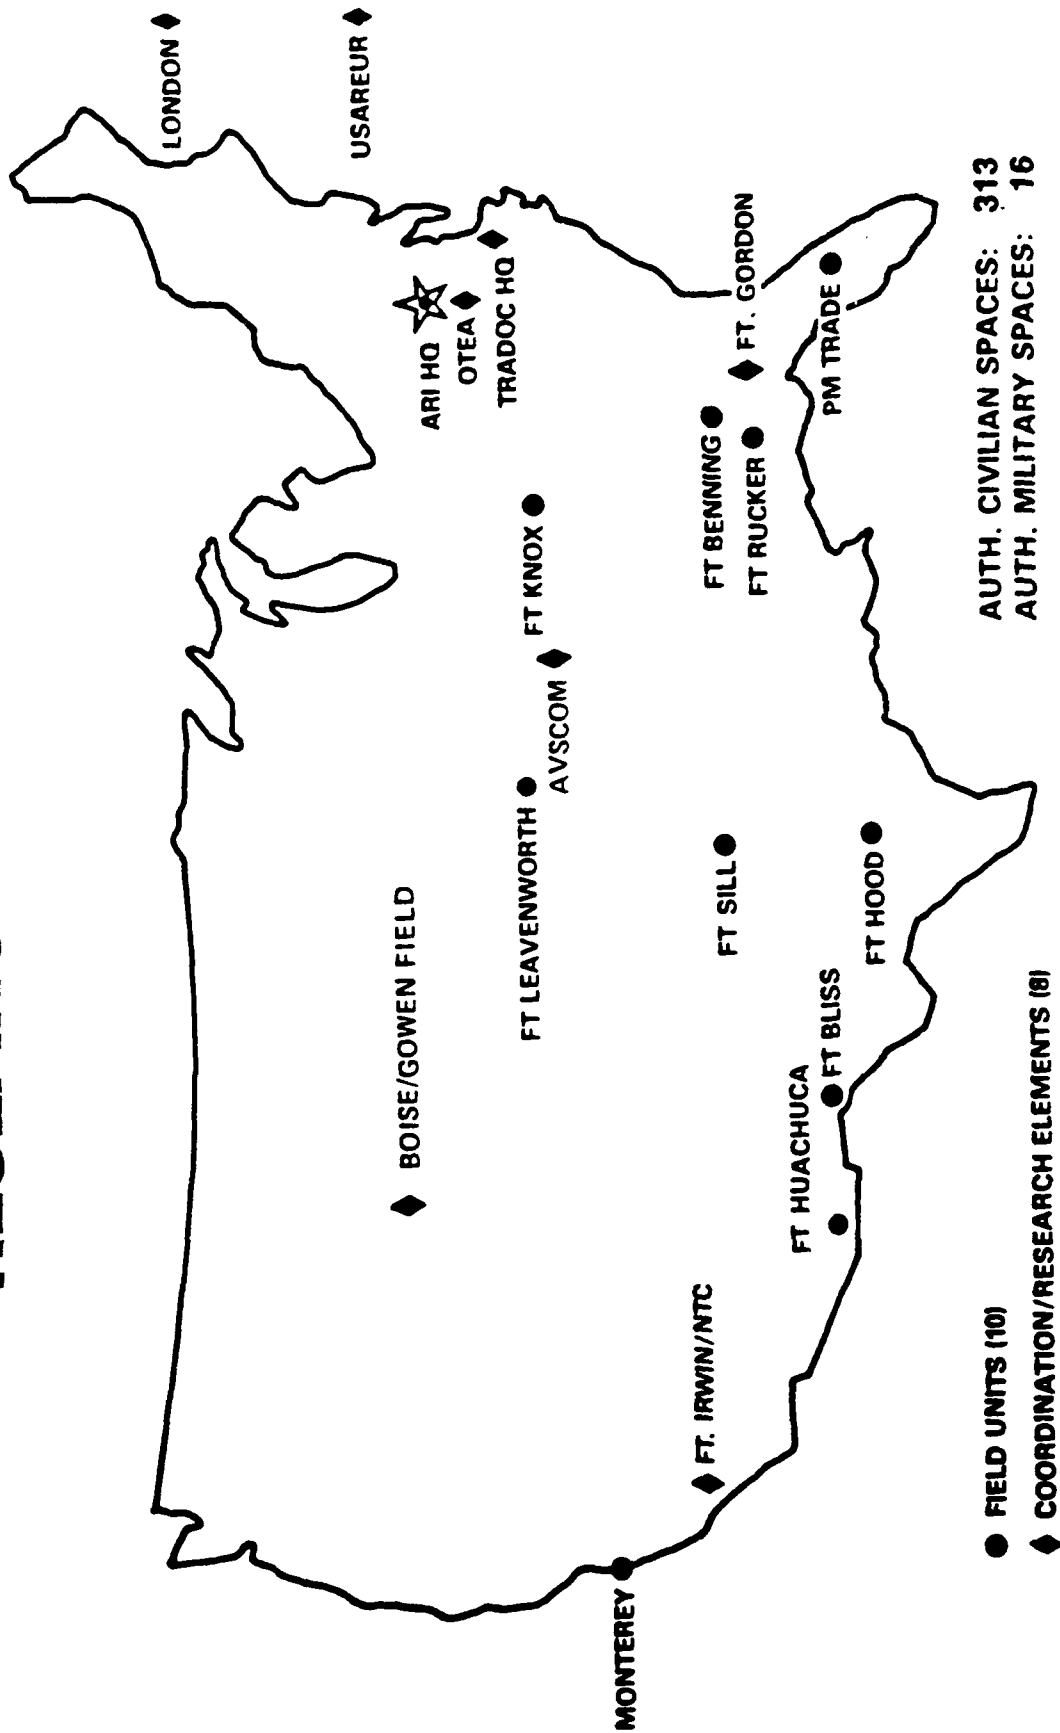 LONDON
USAREUR
ARI HQ
OTEA
TRADOC HQ
BOISE/GOWEN FIELD
FT KNOX
AVSCOM
FT LEAVENWORTH
MONTEREY
FT. IRWIN/NTC
FT BENNING
FT RUCKER
FT. GORDON
FT SILL
FT HUACHUCA
FT BLISS
FT HOOD
PM TRADE
● FIELD UNITS (10)
♦ COORDINATION/RESEARCH ELEMENTS (8)
AUTH. CIVILIAN SPACES: 313
AUTH. MILITARY SPACES: 16